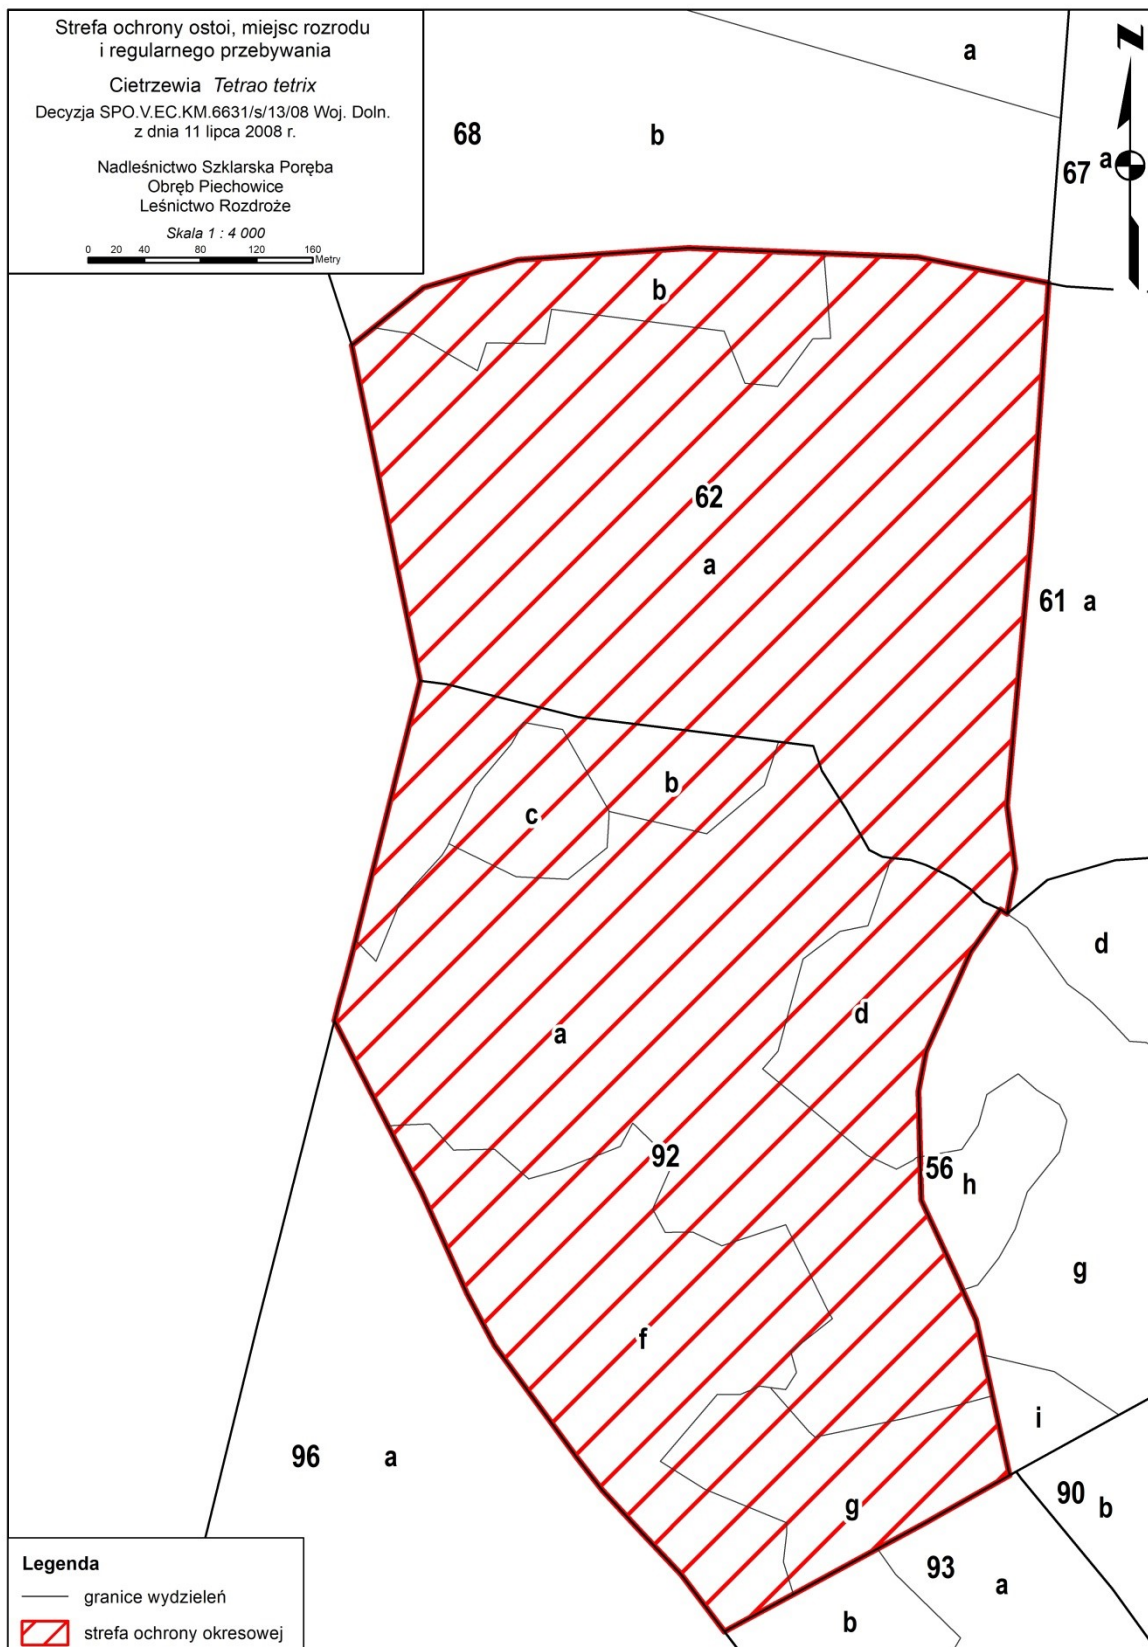 Strefa ochrony ostoi, miejsc rozrodu
i regularnego przebywania
Cietrzewia Tetrao tetrix
Decyzja SPO.V.EC.KM.6631/s/13/08 Woj. Doln.
z dnia 11 lipca 2008 r.
Nadleśnictwo Szklarska Poręba
Obręb Piechowice
Leśnictwo Rozdroże
Skala 1 : 4 000
0 20 40 80 120 160
Metry
N
a
68 b
67 a
b
62
a
61 a
b
c
d
d
a
92
56 h
g
f
i
96 a
90 b
g
93 a
b
Legenda
granice wydzieleń
strefa ochrony okresowej